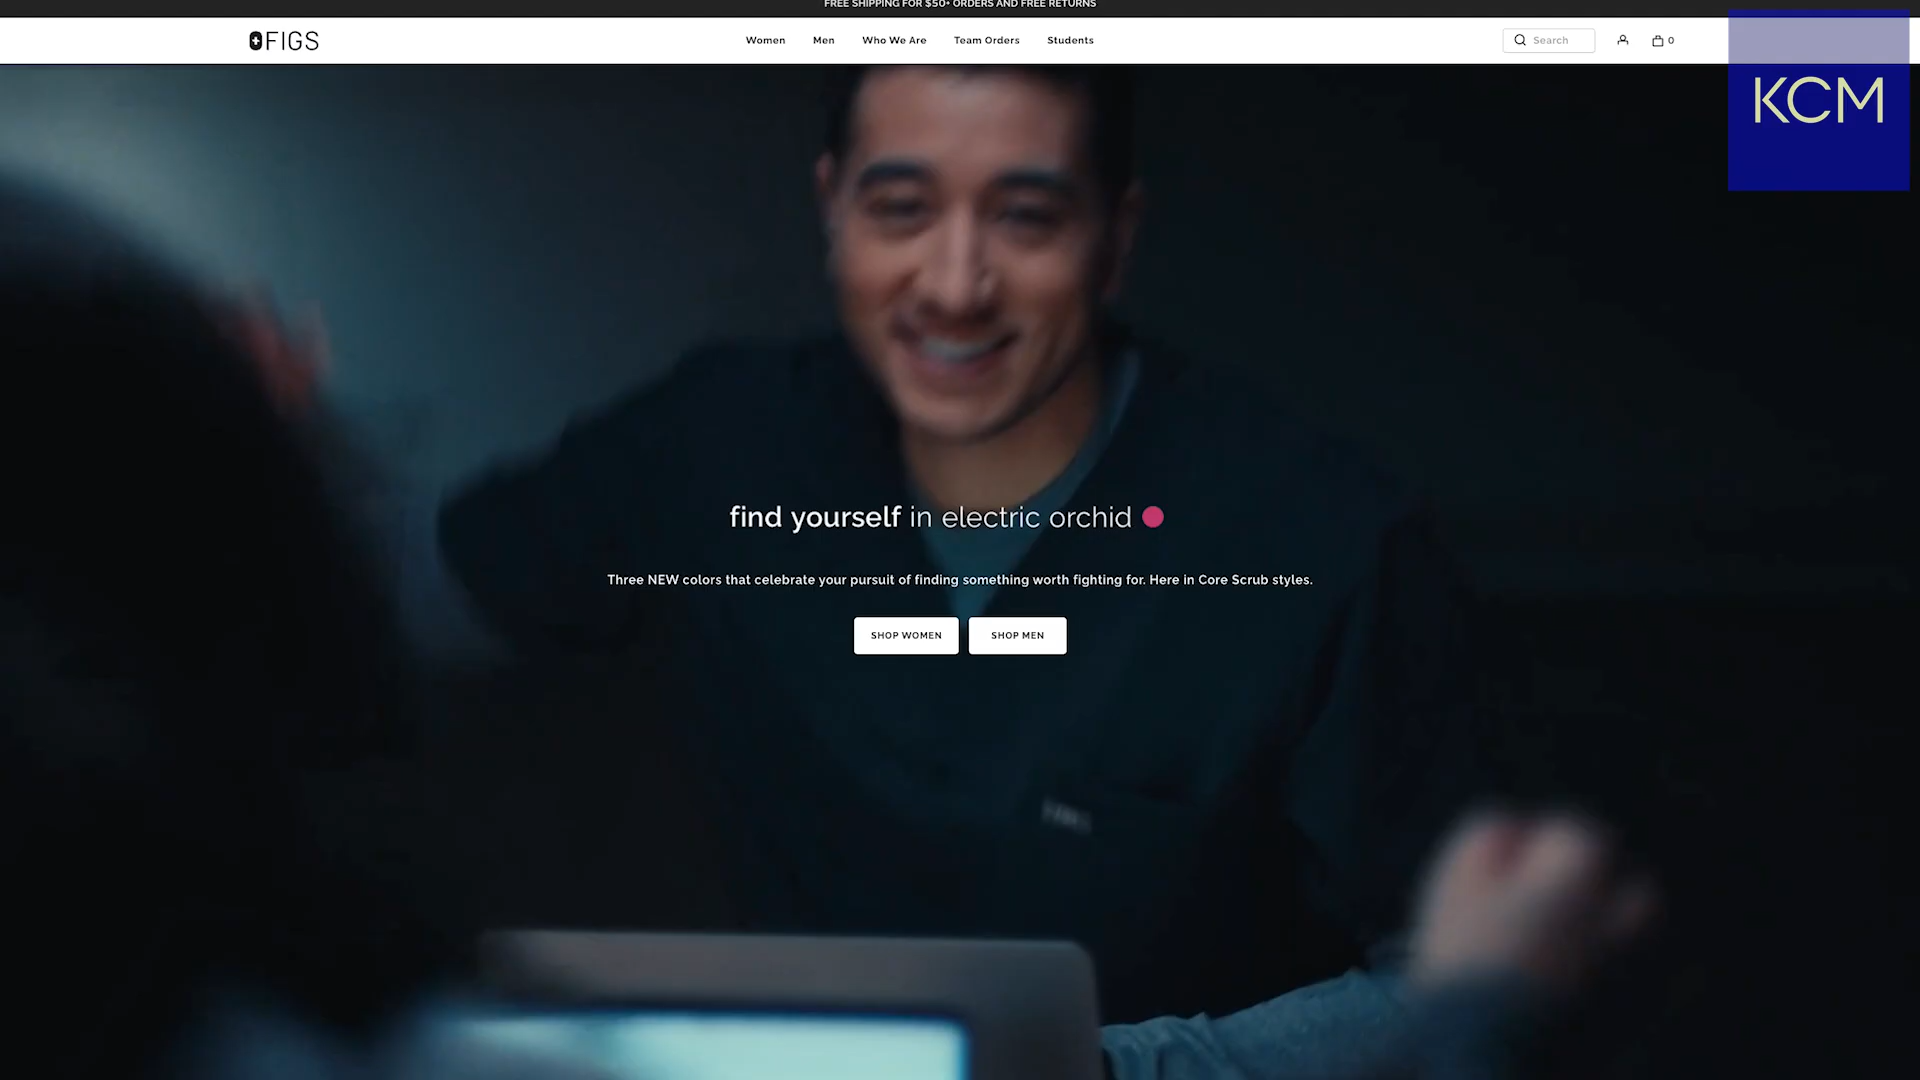 FREE SHIPPING FOR $50+ ORDERS AND FREE RETURNS
FIGS
Women
Men
Who We Are
Team Orders
Students
Search
0
KCM
find yourself in electric orchid
Three NEW colors that celebrate your pursuit of finding something worth fighting for. Here in Core Scrub styles.
SHOP WOMEN
SHOP MEN